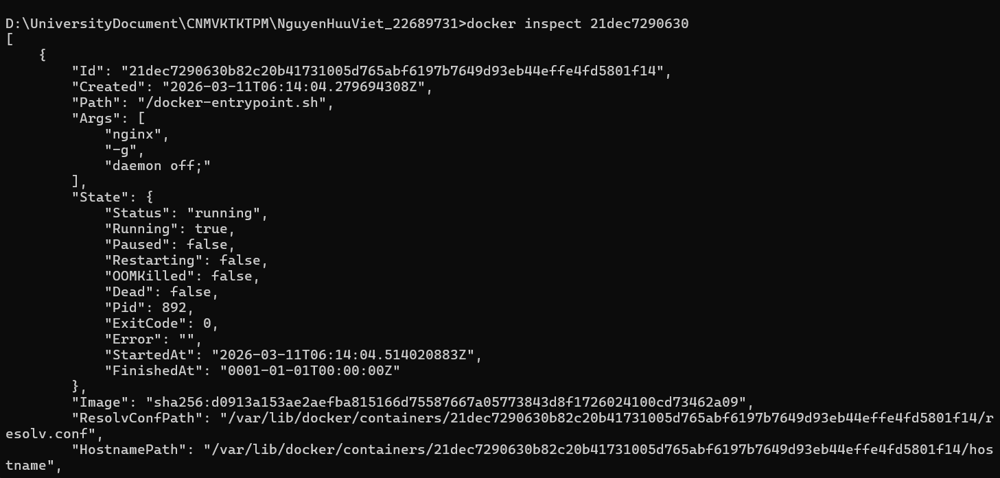 D:\UniversityDocument\CNMVKTKTPM\NguyenHuuViet_22689731>docker inspect 21dec7290630
[
    {
        "Id": "21dec7290630b82c20b41731005d765abf6197b7649d93eb44effe4fd5801f14",
        "Created": "2026-03-11T06:14:04.279694308Z",
        "Path": "/docker-entrypoint.sh",
        "Args": [
            "nginx",
            "-g",
            "daemon off;"
        ],
        "State": {
            "Status": "running",
            "Running": true,
            "Paused": false,
            "Restarting": false,
            "OOMKilled": false,
            "Dead": false,
            "Pid": 892,
            "ExitCode": 0,
            "Error": "",
            "StartedAt": "2026-03-11T06:14:04.514020883Z",
            "FinishedAt": "0001-01-01T00:00:00Z"
        },
        "Image": "sha256:d0913a153ae2aefba815166d75587667a05773843d8f1726024100cd73462a09",
        "ResolvConfPath": "/var/lib/docker/containers/21dec7290630b82c20b41731005d765abf6197b7649d93eb44effe4fd5801f14/r
esolv.conf",
        "HostnamePath": "/var/lib/docker/containers/21dec7290630b82c20b41731005d765abf6197b7649d93eb44effe4fd5801f14/hos
tname",